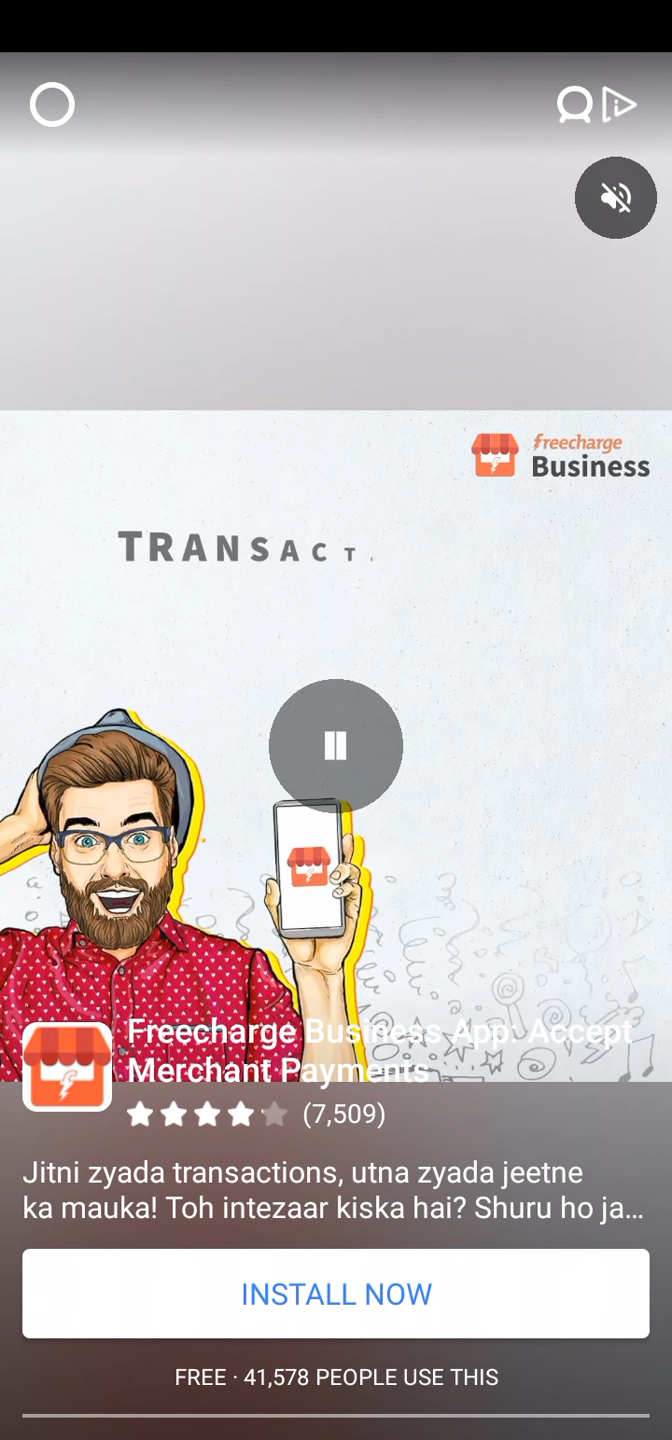 freecharge
Business
TRANSACT
Freecharge Business App: Accept
Merchant Payments
(7,509)
Jitni zyada transactions, utna zyada jeetne
ka mauka! Toh intezaar kiska hai? Shuru ho ja...
INSTALL NOW
FREE · 41,578 PEOPLE USE THIS